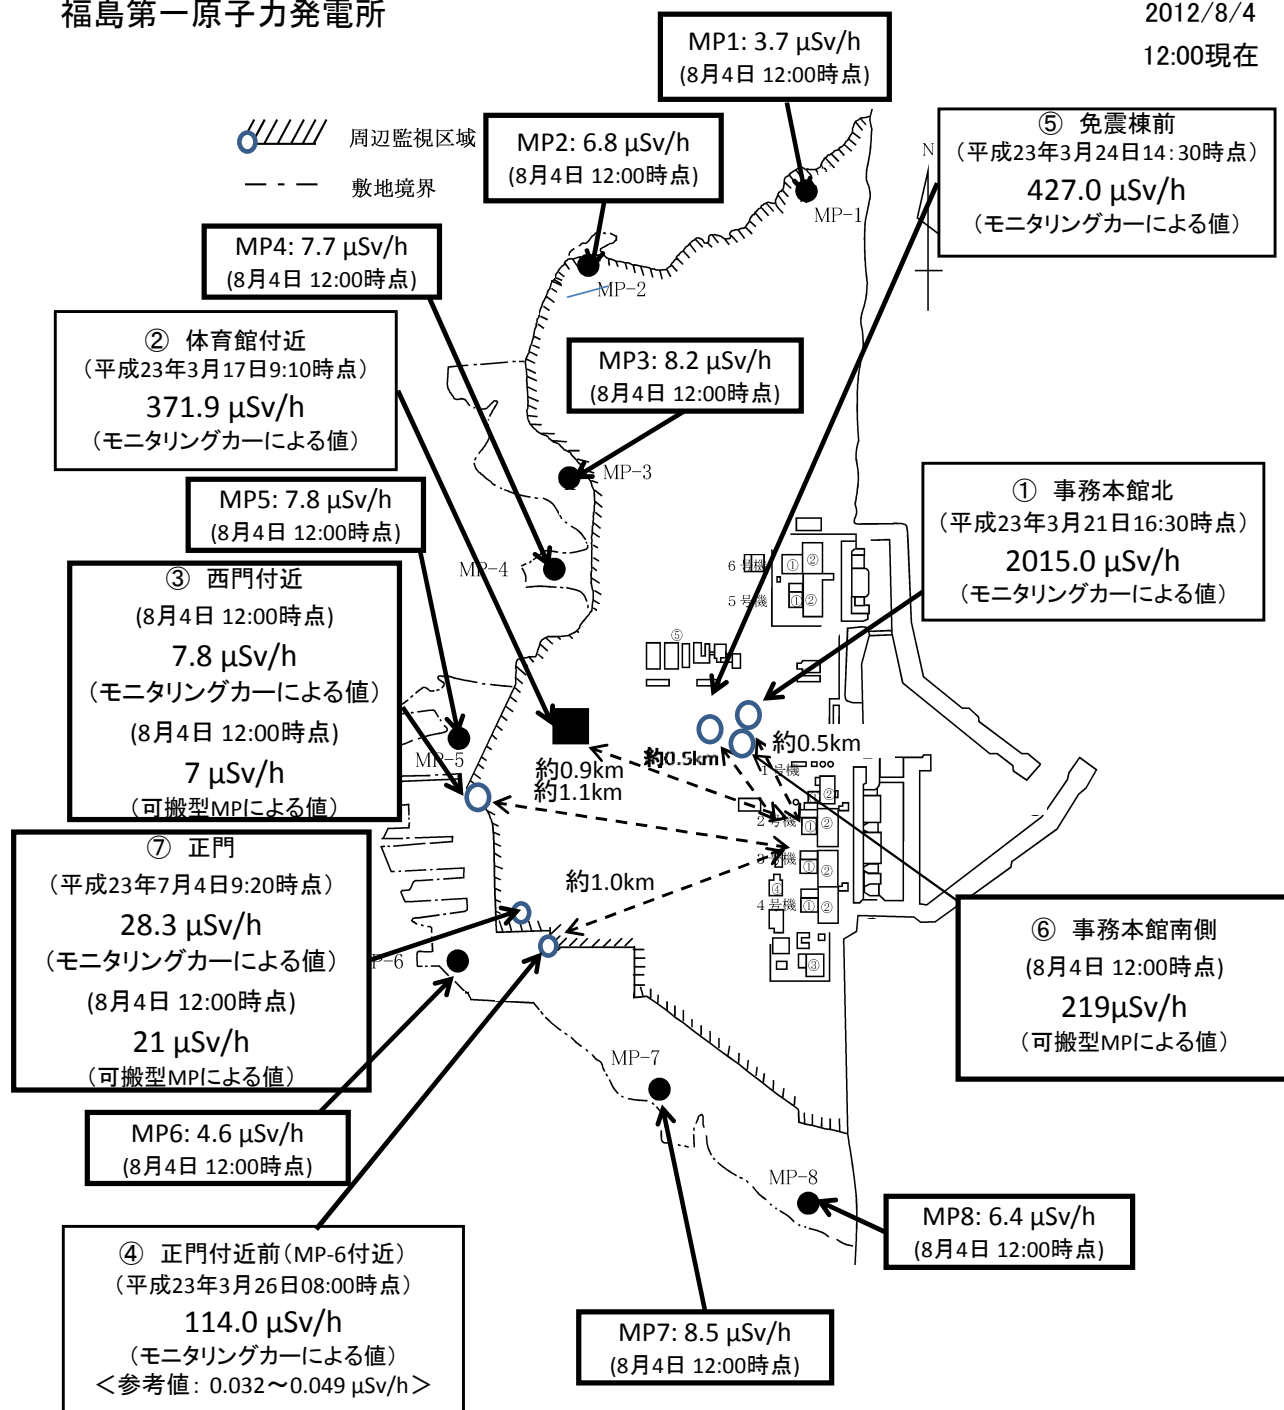 福島第一原子力発電所
2012/8/4
12:00現在
MP1: 3.7 μSv/h
(8月4日 12:00時点)
周辺監視区域
敷地境界
MP2: 6.8 μSv/h
(8月4日 12:00時点)
⑤ 免震棟前
（平成23年3月24日14:30時点）
427.0 μSv/h
（モニタリングカーによる値）
N
MP-1
MP4: 7.7 μSv/h
(8月4日 12:00時点)
MP-2
② 体育館付近
（平成23年3月17日9:10時点）
371.9 μSv/h
（モニタリングカーによる値）
MP3: 8.2 μSv/h
(8月4日 12:00時点)
MP-3
MP5: 7.8 μSv/h
(8月4日 12:00時点)
① 事務本館北
（平成23年3月21日16:30時点）
2015.0 μSv/h
（モニタリングカーによる値）
MP-4
6号機
① ②
5号機
① ②
③ 西門付近
(8月4日 12:00時点)
7.8 μSv/h
（モニタリングカーによる値）
(8月4日 12:00時点)
7 μSv/h
（可搬型MPによる値）
⑤
MP-5
約0.9km
約1.1km
約0.5km
約0.5km
1号機
① ②
2号機
① ②
3号機
① ②
④
4号機
① ②
③
約1.0km
⑦ 正門
（平成23年7月4日9:20時点）
28.3 μSv/h
（モニタリングカーによる値）
(8月4日 12:00時点)
21 μSv/h
（可搬型MPによる値）
P-6
⑥ 事務本館南側
(8月4日 12:00時点)
219μSv/h
（可搬型MPによる値）
MP-7
MP6: 4.6 μSv/h
(8月4日 12:00時点)
MP-8
MP8: 6.4 μSv/h
(8月4日 12:00時点)
④ 正門付近前（MP-6付近）
（平成23年3月26日08:00時点）
114.0 μSv/h
（モニタリングカーによる値）
＜参考値: 0.032～0.049 μSv/h＞
MP7: 8.5 μSv/h
(8月4日 12:00時点)